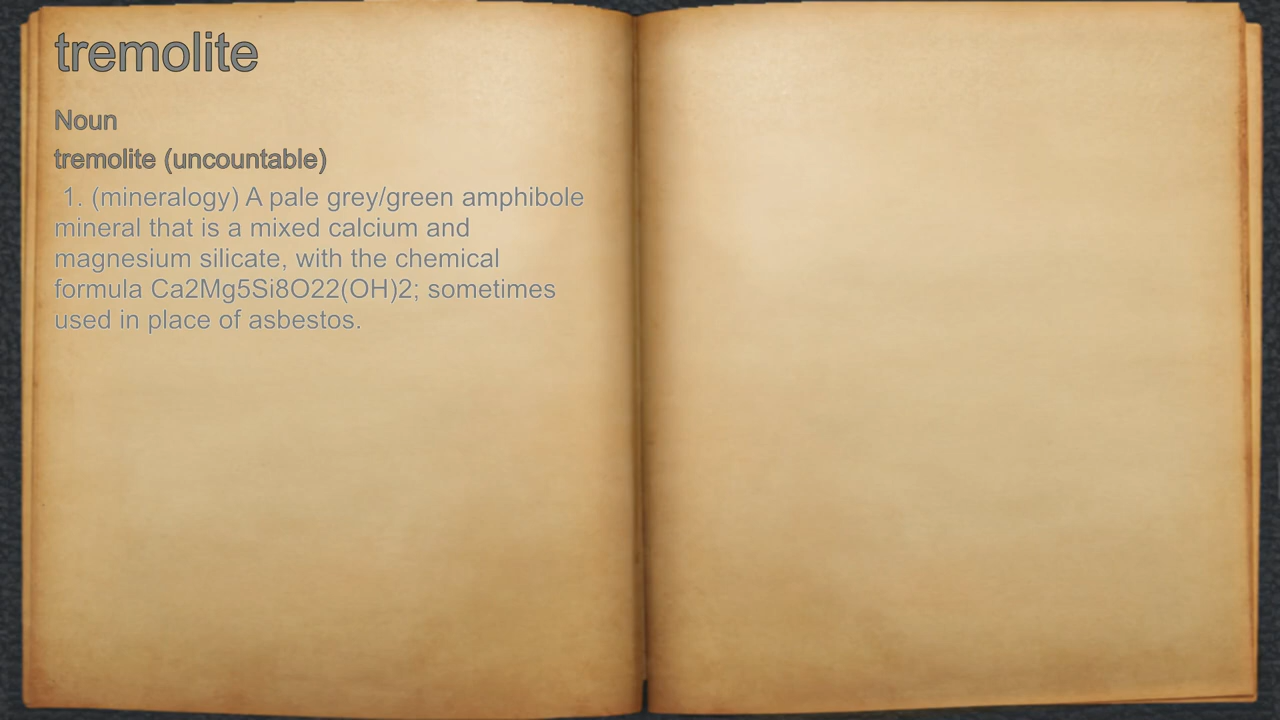 tremolite
Noun
tremolite (uncountable)
1. (mineralogy) A pale grey/green amphibole
mineral that is a mixed calcium and
magnesium silicate, with the chemical
formula Ca2Mg5Si8O22(OH)2; sometimes
used in place of asbestos.